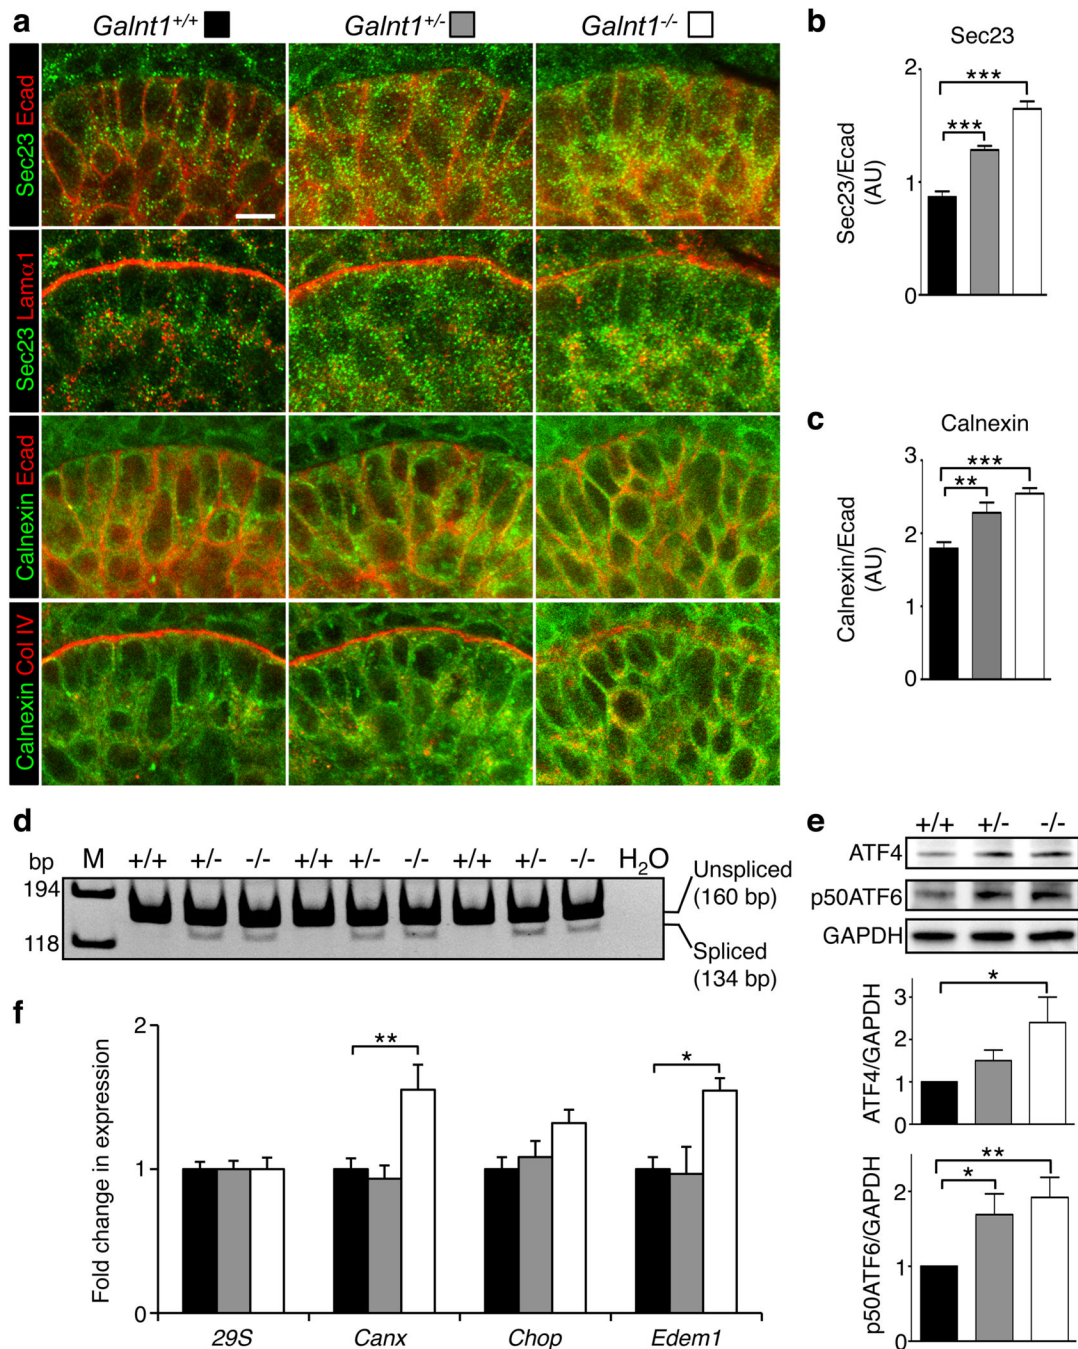 a
Galnt1+/+ Galnt1+/- Galnt1-/-
Sec23 Ecad
Sec23 Lamα1
Calnexin Ecad
Calnexin Col IV
b
Sec23
Sec23/Ecad
(AU)
2
1
0
***
***
c
Calnexin
Calnexin/Ecad
(AU)
3
2
1
0
***
**
d
bp M +/+ +/- -/- +/+ +/- -/- +/+ +/- -/- H2O
194
118
Unspliced
(160 bp)
Spliced
(134 bp)
e
+/+ +/- -/-
ATF4
p50ATF6
GAPDH
ATF4/GAPDH
3
2
1
0
*
p50ATF6/GAPDH
2
1
0
**
*
f
Fold change in expression
2
1
0
**
*
29S Canx Chop Edem1